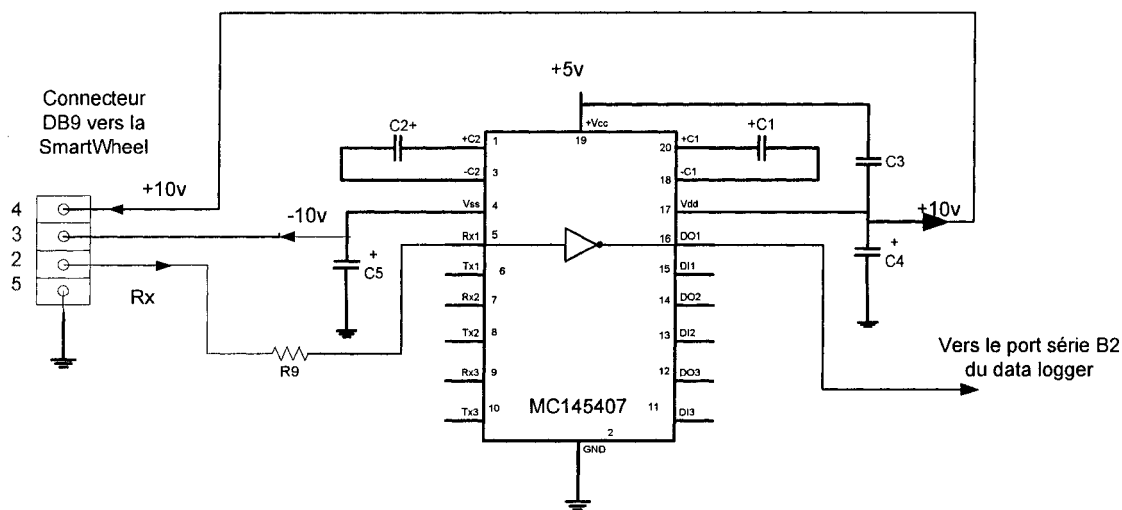 Connecteur
DB9 vers la
SmartWheel
4
3
2
5
+10v
-10v
Rx
R9
+5v
+Vcc
19
C2+
+C2
1
-C2
3
Vss
4
+
C5
Rx1
5
Tx1
6
Rx2
7
Tx2
8
Rx3
9
Tx3
10
+C1
20
+C1
-C1
18
Vdd
17
DO1
16
DI1
15
DO2
14
DI2
13
DO3
12
DI3
11
MC145407
2
GND
C3
+10v
+
C4
Vers le port série B2
du data logger